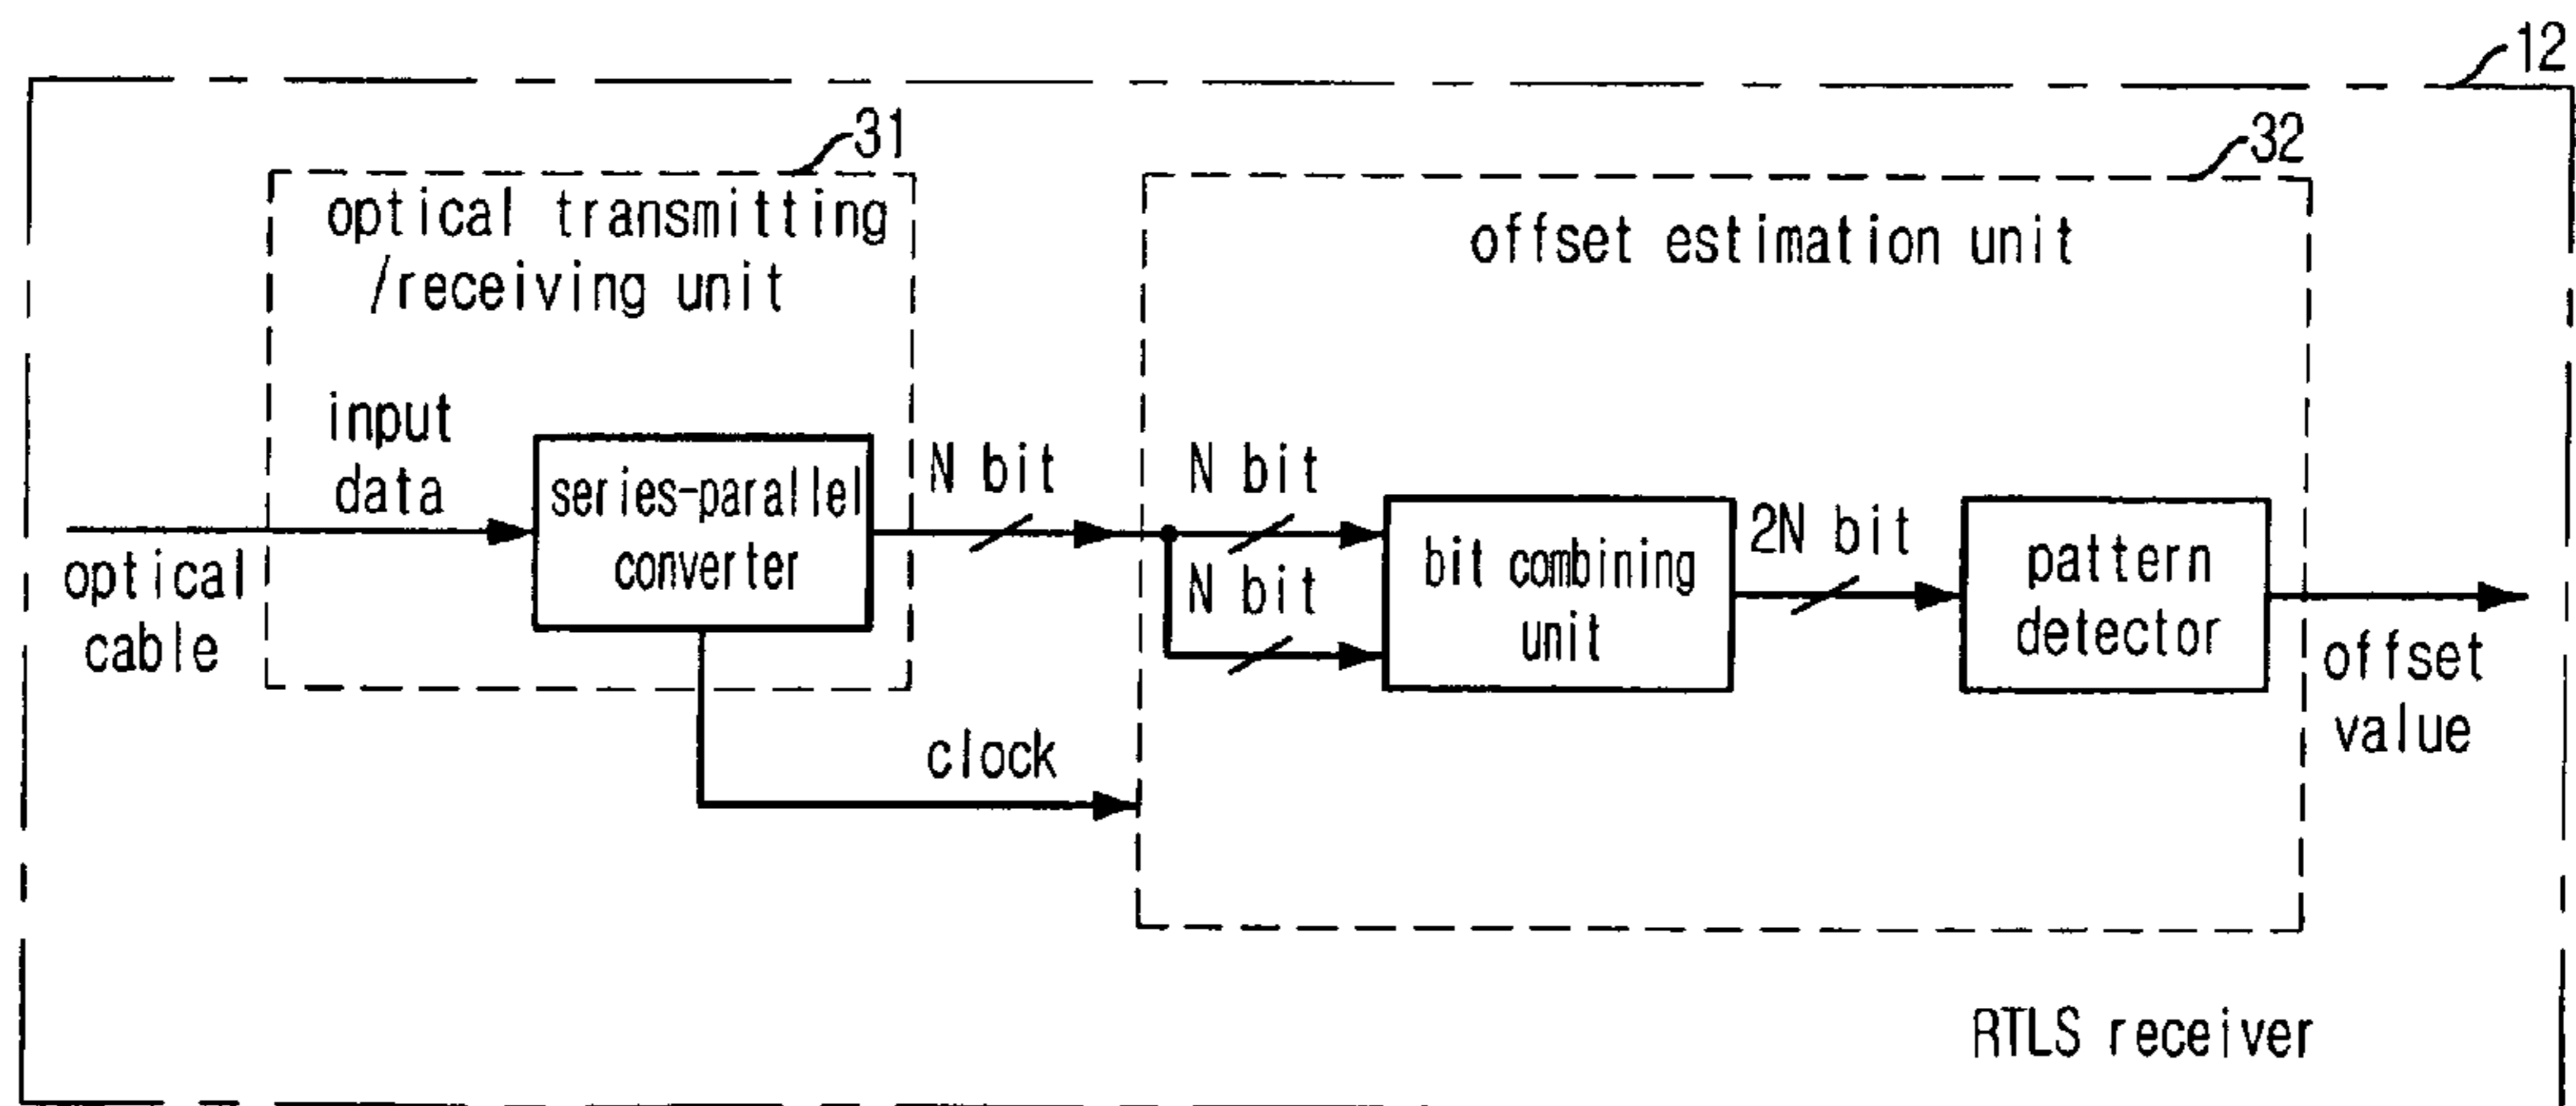 12
31
32
optical transmitting
/receiving unit
offset estimation unit
input
data
series-parallel
converter
N bit
N bit
N bit
bit combining
unit
2N bit
pattern
detector
optical
cable
offset
value
clock
RTLS receiver